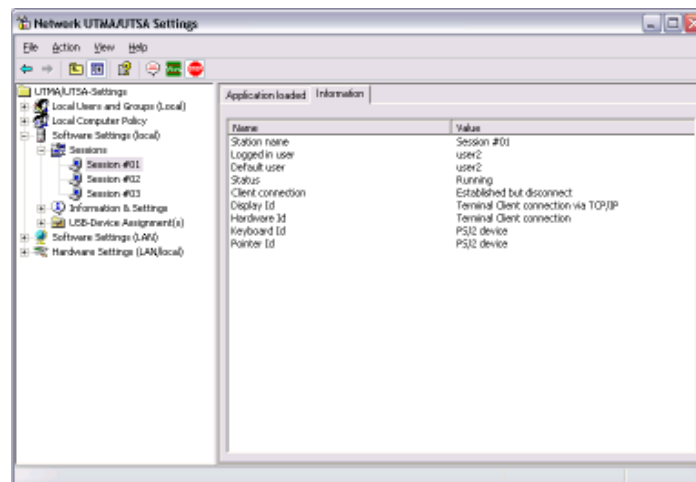 Network UTMA/UTSA Settings
File Action View Help
UTMA/UTSA-Settings
Local Users and Groups (Local)
Local Computer Policy
Software Settings (local)
Sessions
Session #01
Session #02
Session #03
Information & Settings
USB-Device Assignment(s)
Software Settings (LAN)
Hardware Settings (LAN/local)
Application loaded Information
Name Value
Station name Session #01
Logged in user user2
Default user user2
Status Running
Client connection Established but disconnect
Display Id Terminal Client connection via TCP/IP
Hardware Id Terminal Client connection
Keyboard Id PS/2 device
Pointer Id PS/2 device